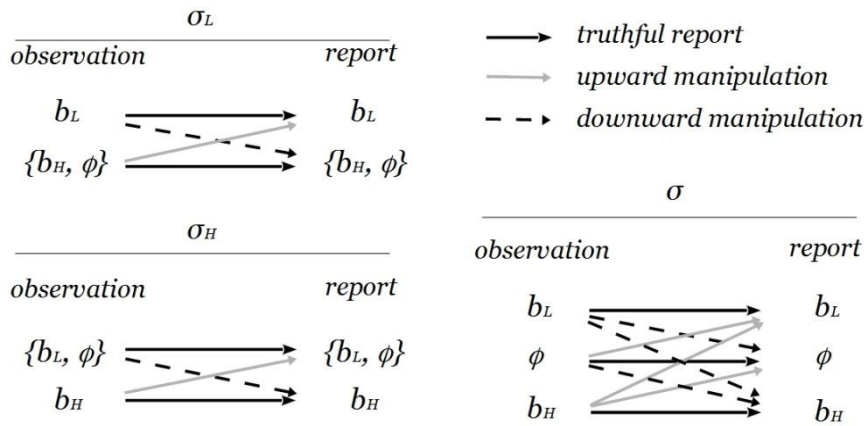 σL
observation report
bL bL
{bH, ϕ} {bH, ϕ}
σH
observation report
{bL, ϕ} {bL, ϕ}
bH bH
truthful report
upward manipulation
downward manipulation
σ
observation report
bL bL
ϕ ϕ
bH bH